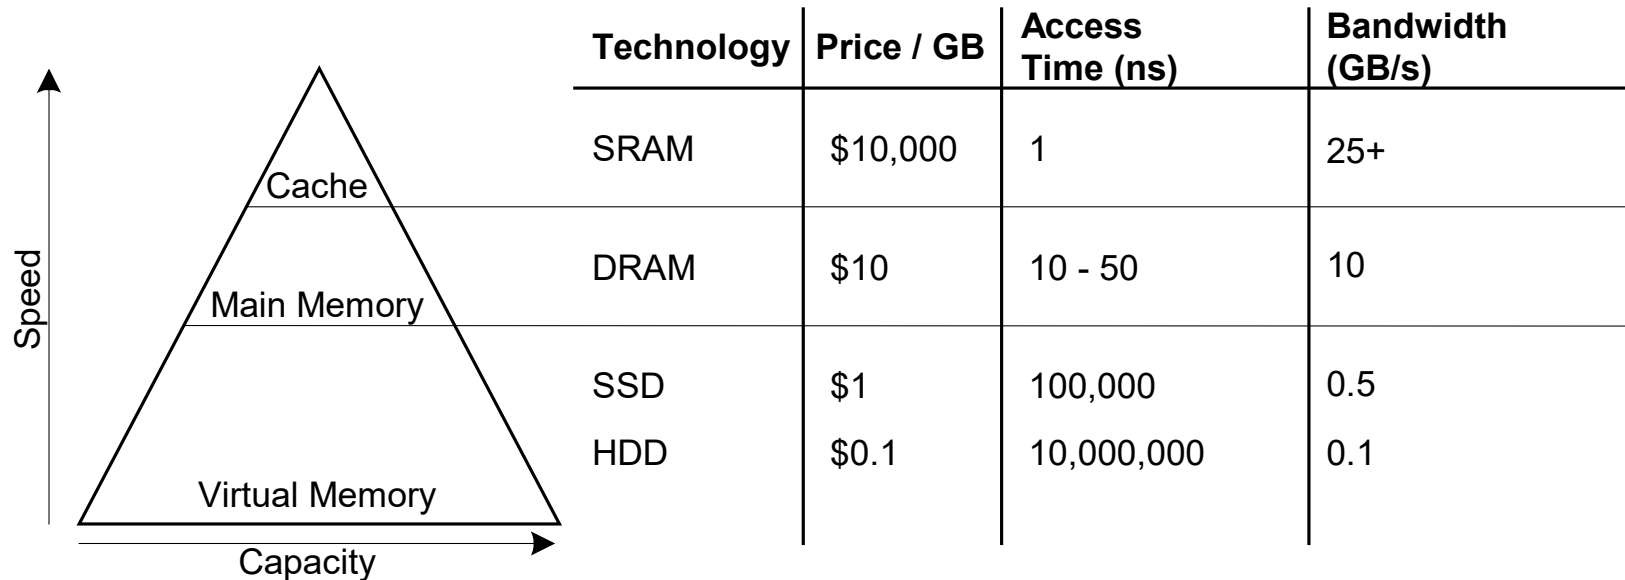 Technology Price / GB Access Time (ns) Bandwidth (GB/s)
Cache SRAM $10,000 1 25+
Main Memory DRAM $10 10 - 50 10
SSD $1 100,000 0.5
HDD $0.1 10,000,000 0.1
Virtual Memory
Speed
Capacity